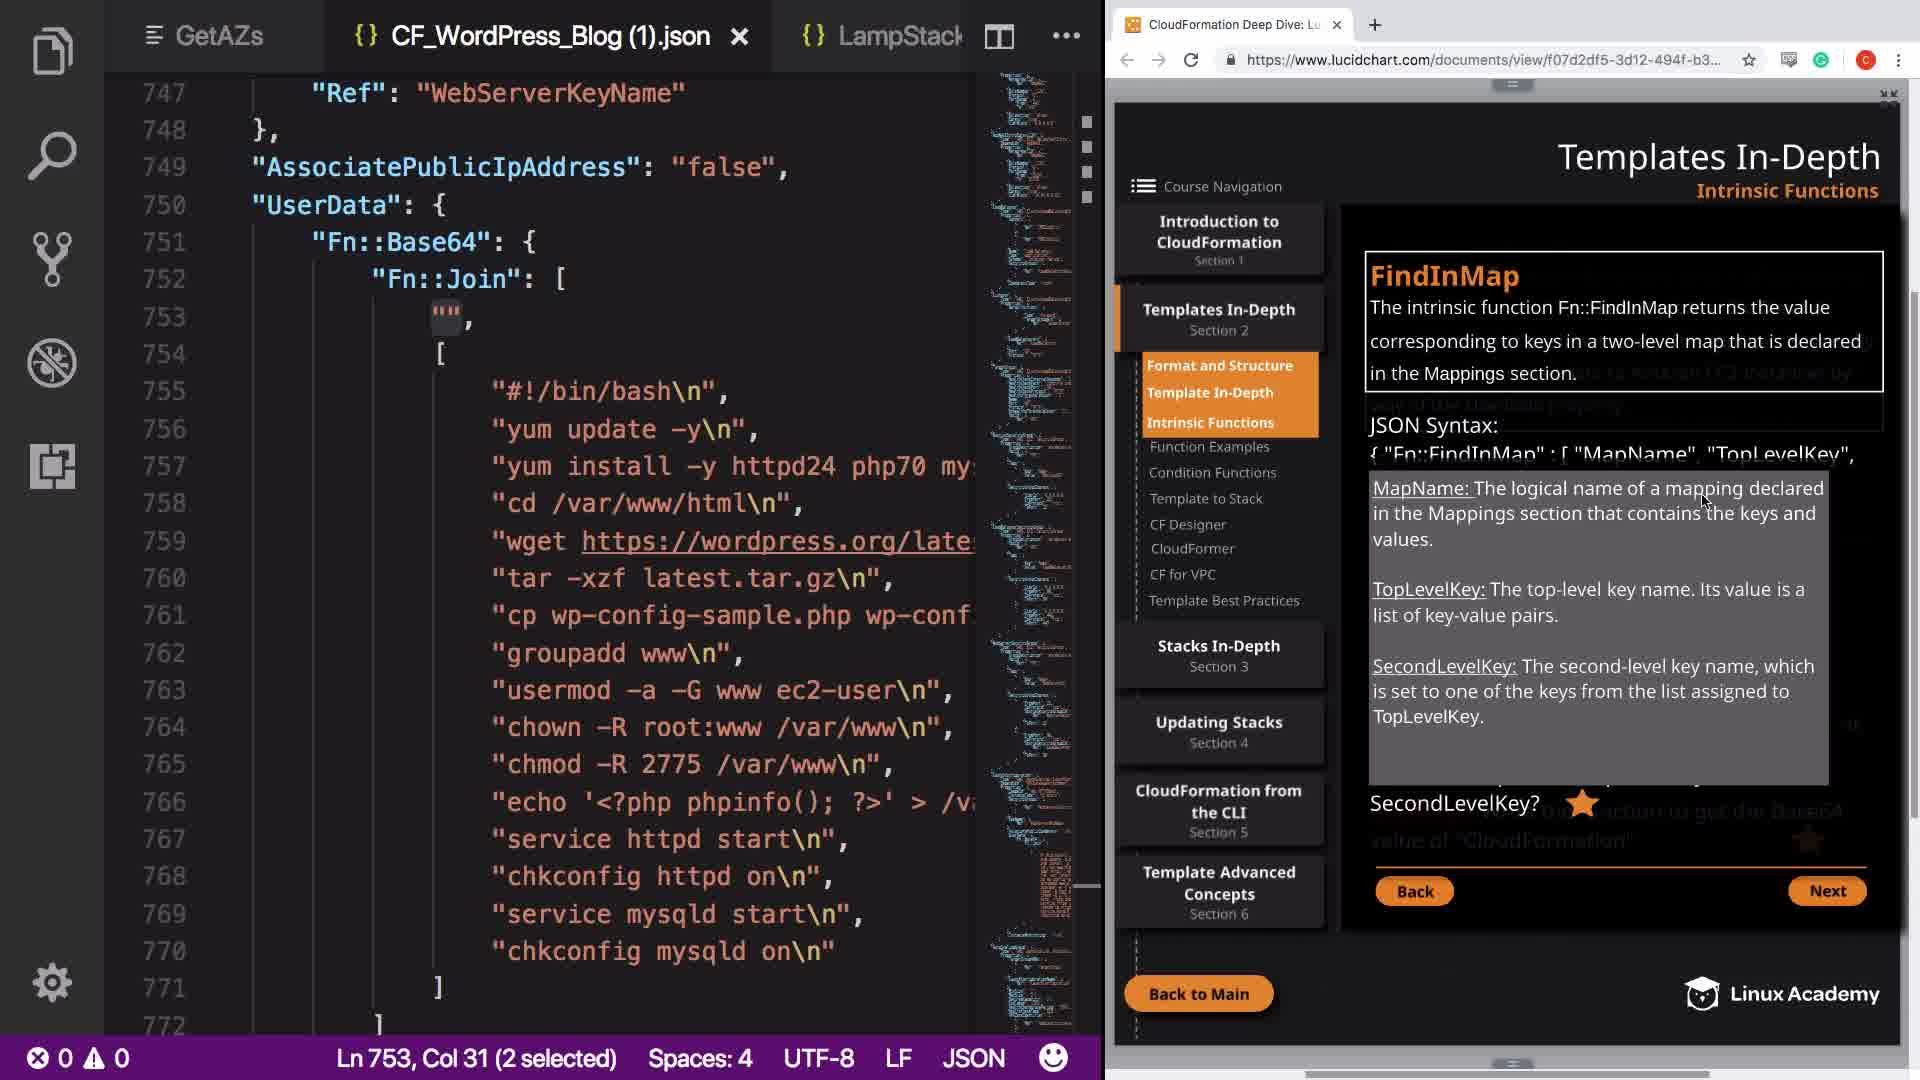 GetAZs
{} CF_WordPress_Blog (1).json
{} LampStack
747 "Ref": "WebServerKeyName"
748 },
749 "AssociatePublicIpAddress": "false",
750 "UserData": {
751 "Fn::Base64": {
752 "Fn::Join": [
753 "",
754 [
755 "#!/bin/bash\n",
756 "yum update -y\n",
757 "yum install -y httpd24 php70 my
758 "cd /var/www/html\n",
759 "wget https://wordpress.org/late
760 "tar -xzf latest.tar.gz\n",
761 "cp wp-config-sample.php wp-conf
762 "groupadd www\n",
763 "usermod -a -G www ec2-user\n",
764 "chown -R root:www /var/www\n",
765 "chmod -R 2775 /var/www\n",
766 "echo '<?php phpinfo(); ?>' > /va
767 "service httpd start\n",
768 "chkconfig httpd on\n",
769 "service mysqld start\n",
770 "chkconfig mysqld on\n"
771 ]
772 ]
0 0 Ln 753, Col 31 (2 selected) Spaces: 4 UTF-8 LF JSON
CloudFormation Deep Dive: Lu
https://www.lucidchart.com/documents/view/f07d2df5-3d12-494f-b3...
C
Templates In-Depth
Intrinsic Functions
Course Navigation
Introduction to
CloudFormation
Section 1
Templates In-Depth
Section 2
Format and Structure
Template In-Depth
Intrinsic Functions
Function Examples
Condition Functions
Template to Stack
CF Designer
CloudFormer
CF for VPC
Template Best Practices
Stacks In-Depth
Section 3
Updating Stacks
Section 4
CloudFormation from
the CLI
Section 5
Template Advanced
Concepts
Section 6
Back to Main
FindInMap
The intrinsic function Fn::FindInMap returns the value
corresponding to keys in a two-level map that is declared
in the Mappings section.
JSON Syntax:
{ "Fn::FindInMap" : [ "MapName", "TopLevelKey",
MapName: The logical name of a mapping declared
in the Mappings section that contains the keys and
values.
TopLevelKey: The top-level key name. Its value is a
list of key-value pairs.
SecondLevelKey: The second-level key name, which
is set to one of the keys from the list assigned to
TopLevelKey.
SecondLevelKey?
value of "CloudFormation"
Back
Next
Linux Academy